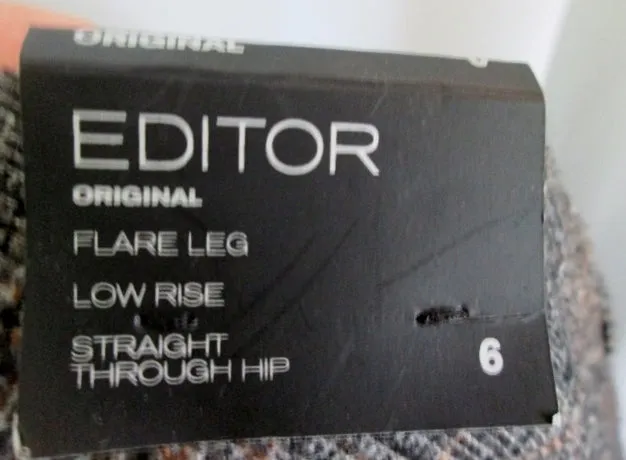 ORIGINAL
EDITOR
ORIGINAL
FLARE LEG
LOW RISE
STRAIGHT
THROUGH HIP
6